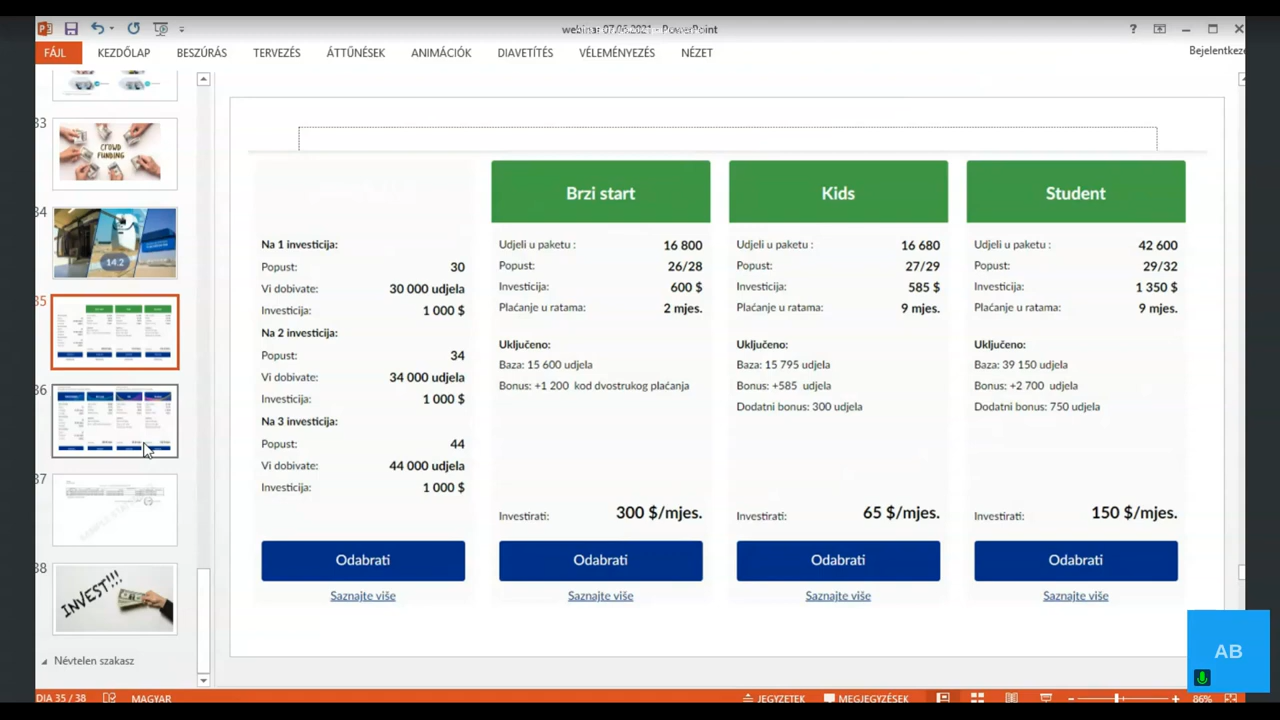 webinar 07.06.2021 - PowerPoint
?
FÁJL KEZDŐLAP BESZÚRÁS TERVEZÉS ÁTTŰNÉSEK ANIMÁCIÓK DIAVETÍTÉS VÉLEMÉNYEZÉS NÉZET
Bejelentkezé
33
CROWD
FUNDING
34
14.2
35
36
37
38
INVEST!!!
Névtelen szakasz
Na 1 investicija:
Popust: 30
Vi dobivate: 30 000 udjela
Investicija: 1 000 $
Na 2 investicija:
Popust: 34
Vi dobivate: 34 000 udjela
Investicija: 1 000 $
Na 3 investicija:
Popust: 44
Vi dobivate: 44 000 udjela
Investicija: 1 000 $
Odabrati
Saznajte više
Brzi start
Udjeli u paketu : 16 800
Popust: 26/28
Investicija: 600 $
Plaćanje u ratama: 2 mjes.
Uključeno:
Baza: 15 600 udjela
Bonus: +1 200 kod dvostrukog plaćanja
Investirati: 300 $/mjes.
Odabrati
Saznajte više
Kids
Udjeli u paketu : 16 680
Popust: 27/29
Investicija: 585 $
Plaćanje u ratama: 9 mjes.
Uključeno:
Baza: 15 795 udjela
Bonus: +585 udjela
Dodatni bonus: 300 udjela
Investirati: 65 $/mjes.
Odabrati
Saznajte više
Student
Udjeli u paketu : 42 600
Popust: 29/32
Investicija: 1 350 $
Plaćanje u ratama: 9 mjes.
Uključeno:
Baza: 39 150 udjela
Bonus: +2 700 udjela
Dodatni bonus: 750 udjela
Investirati: 150 $/mjes.
Odabrati
Saznajte više
AB
DIA 35 / 38 MAGYAR JEGYZETEK MEGJEGYZÉSEK 86%